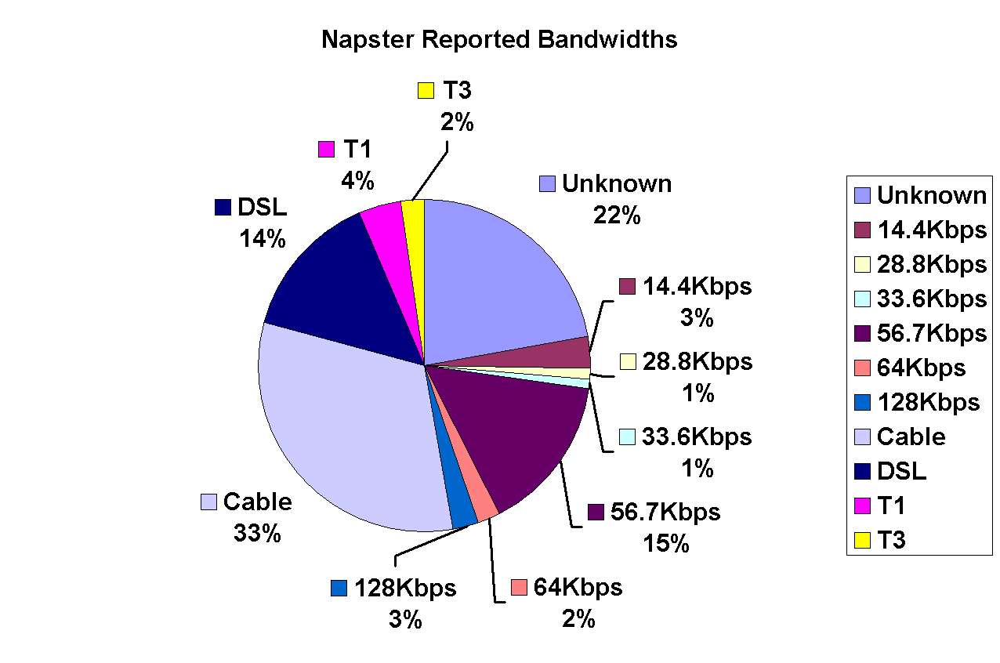 Napster Reported Bandwidths
T3
2%
T1
4%
DSL
14%
Unknown
22%
14.4Kbps
3%
28.8Kbps
1%
33.6Kbps
1%
56.7Kbps
15%
64Kbps
2%
128Kbps
3%
Cable
33%
Unknown
14.4Kbps
28.8Kbps
33.6Kbps
56.7Kbps
64Kbps
128Kbps
Cable
DSL
T1
T3